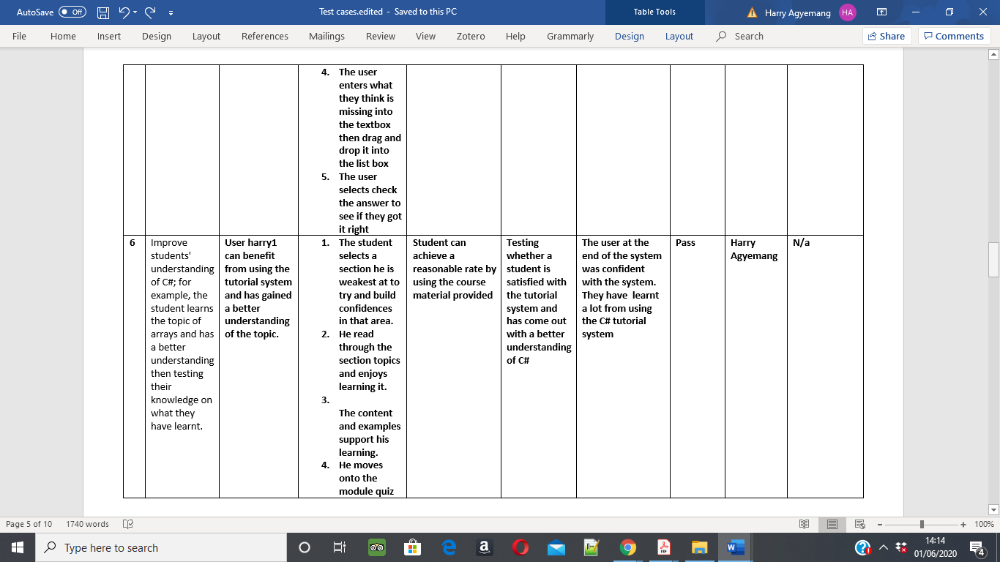 AutoSave Off
Test cases.edited - Saved to this PC
Table Tools
Harry Agyemang HA
File Home Insert Design Layout References Mailings Review View Zotero Help Grammarly Design Layout Search Share Comments
4. The user
enters what
they think is
missing into
the textbox
then drag and
drop it into
the list box
5. The user
selects check
the answer to
see if they got
it right
6
Improve
students'
understanding
of C#; for
example, the
student learns
the topic of
arrays and has
a better
understanding
then testing
their
knowledge on
what they
have learnt.
User harry1
can benefit
from using the
tutorial system
and has gained
a better
understanding
of the topic.
1. The student
selects a
section he is
weakest at to
try and build
confidences
in that area.
2. He read
through the
section topics
and enjoys
learning it.
3.
The content
and examples
support his
learning.
4. He moves
onto the
module quiz
Student can
achieve a
reasonable rate by
using the course
material provided
Testing
whether a
student is
satisfied with
the tutorial
system and
has come out
with a better
understanding
of C#
The user at the
end of the system
was confident
with the system.
They have learnt
a lot from using
the C# tutorial
system
Pass
Harry
Agyemang
N/a
Page 5 of 10 1740 words
100%
Type here to search
14:14
01/06/2020
4